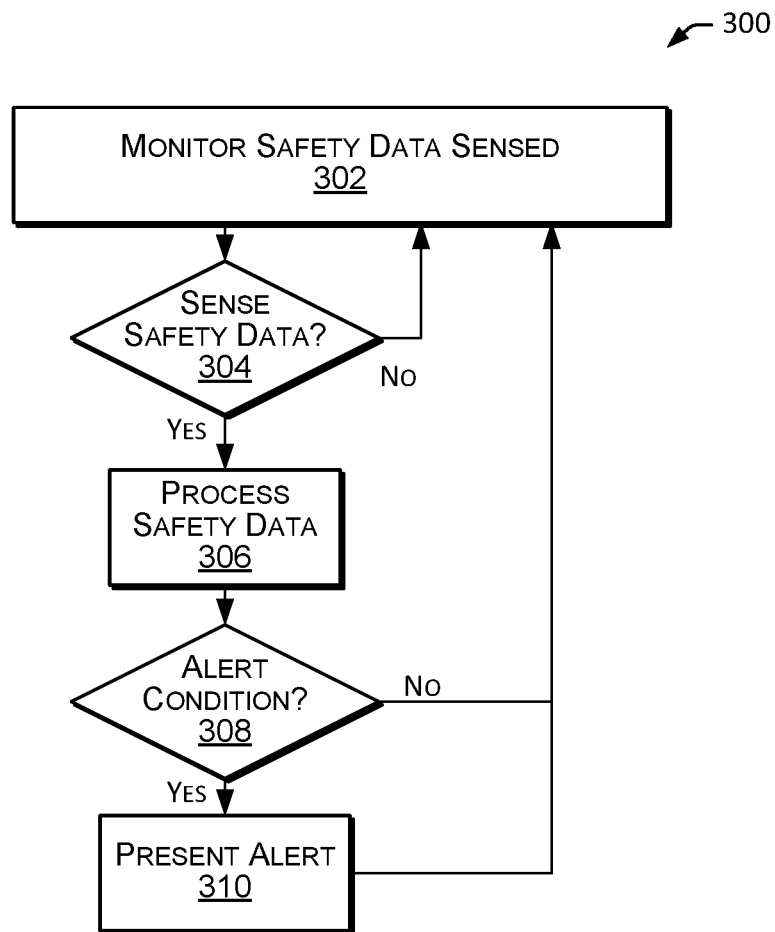 300
MONITOR SAFETY DATA SENSED
302
SENSE
SAFETY DATA?
304
NO
YES
PROCESS
SAFETY DATA
306
ALERT
CONDITION?
308
NO
YES
PRESENT ALERT
310